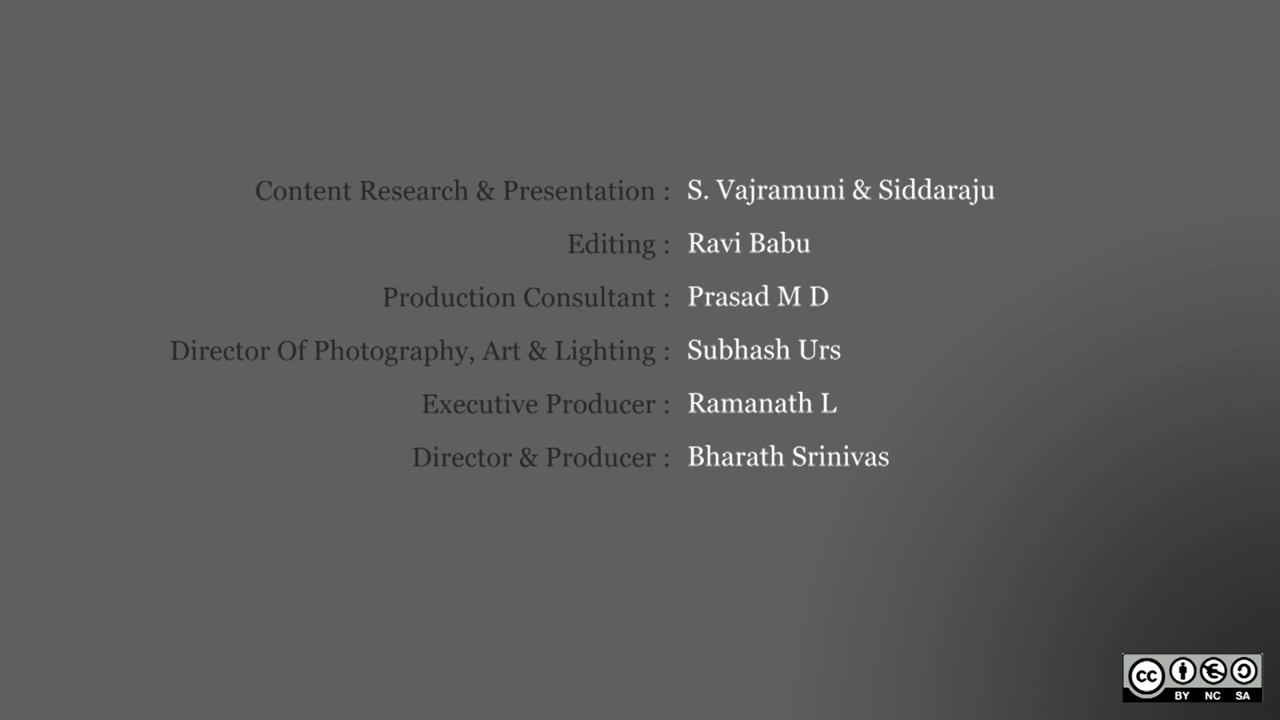 Content Research & Presentation : S. Vajramuni & Siddaraju
Editing : Ravi Babu
Production Consultant : Prasad M D
Director Of Photography, Art & Lighting : Subhash Urs
Executive Producer : Ramanath L
Director & Producer : Bharath Srinivas
cc BY NC SA